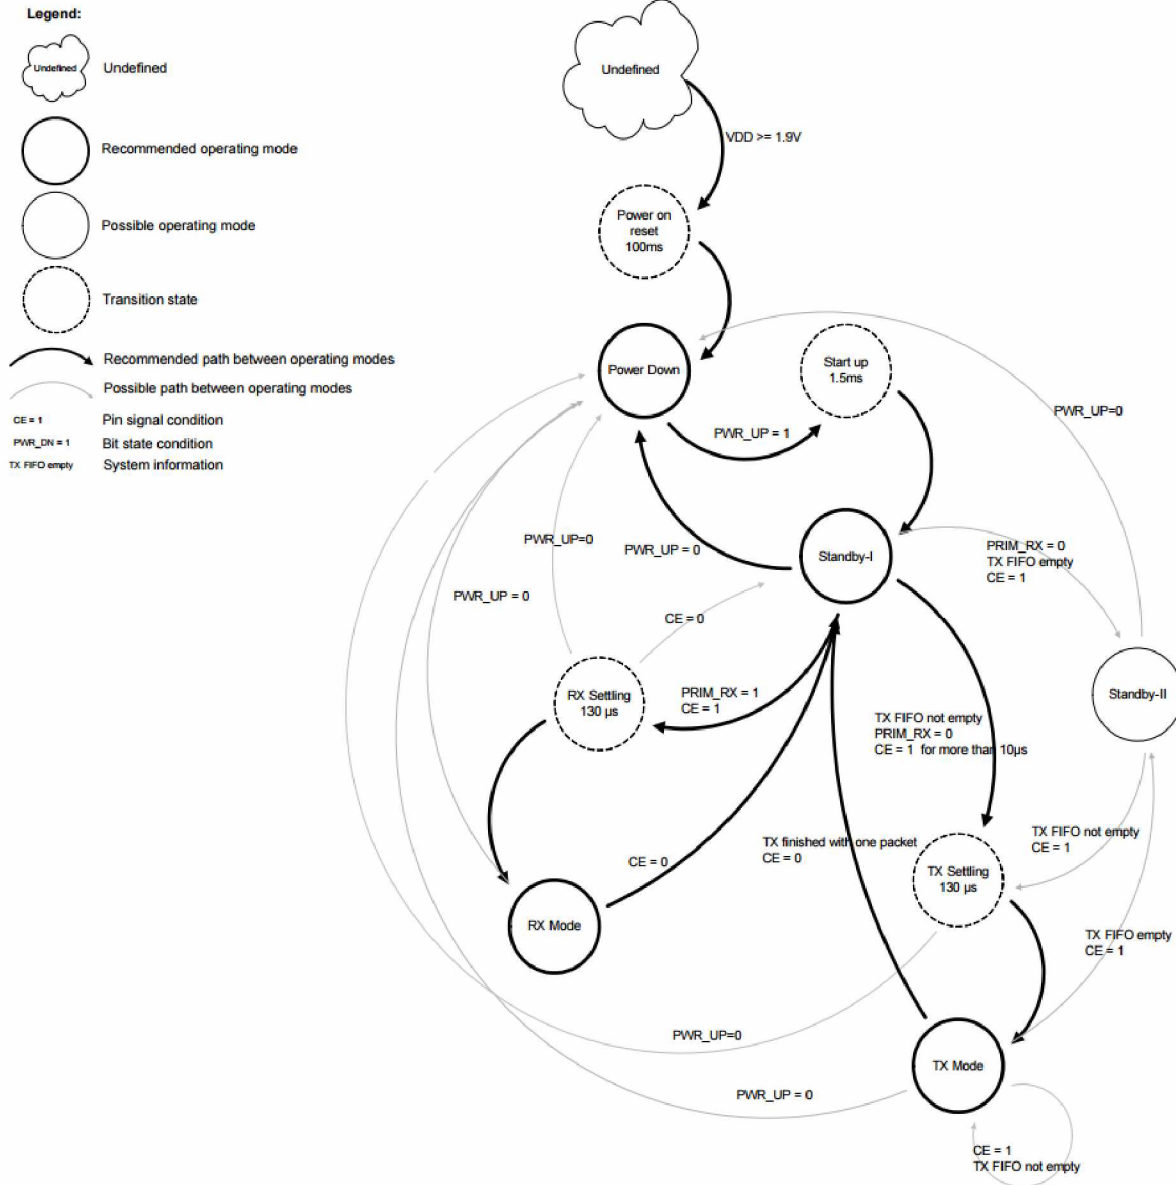 Legend:
Undefined
Undefined
Recommended operating mode
Possible operating mode
Transition state
Recommended path between operating modes
Possible path between operating modes
CE = 1
Pin signal condition
PWR_DN = 1
Bit state condition
TX FIFO empty
System information
Undefined
VDD >= 1.9V
Power on
reset
100ms
Power Down
Start up
1.5ms
PWR_UP=0
PWR_UP = 1
PWR_UP=0
PWR_UP = 0
Standby-I
PRIM_RX = 0
TX FIFO empty
CE = 1
PWR_UP = 0
CE = 0
RX Settling
130 µs
PRIM_RX = 1
CE = 1
Standby-II
TX FIFO not empty
PRIM_RX = 0
CE = 1 for more than 10µs
TX FIFO not empty
CE = 1
CE = 0
TX finished with one packet
CE = 0
TX Settling
130 µs
RX Mode
TX FIFO empty
CE = 1
PWR_UP=0
TX Mode
PWR_UP = 0
CE = 1
TX FIFO not empty